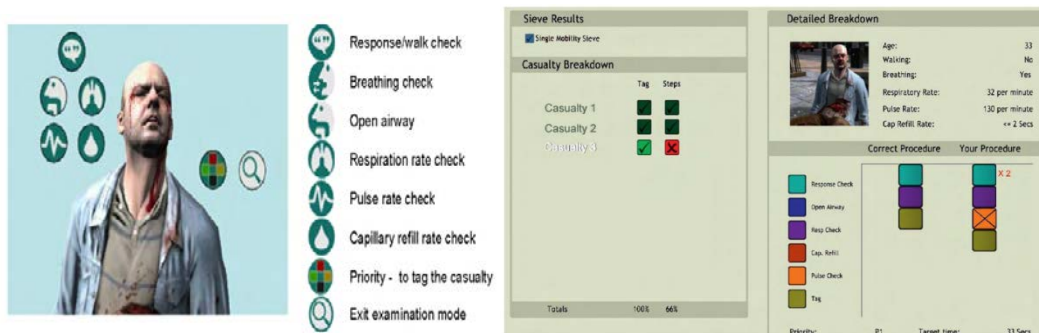 Response/walk check
Breathing check
Open airway
Respiration rate check
Pulse rate check
Capillary refill rate check
Priority - to tag the casualty
Exit examination mode
Sieve Results
Single Mobility Sieve
Casualty Breakdown
Tag Steps
Casualty 1
Casualty 2
Casualty 3
Totals 100% 66%
Detailed Breakdown
Age: 33
Walking: No
Breathing: Yes
Respiratory Rate: 32 per minute
Pulse Rate: 130 per minute
Cap Refill Rate: <= 2 Secs
Correct Procedure Your Procedure
Response Check
X 2
Open Airway
Resp Check
Cap. Refill
Pulse Check
Tag
Priority: P1 Target time: 33 Secs